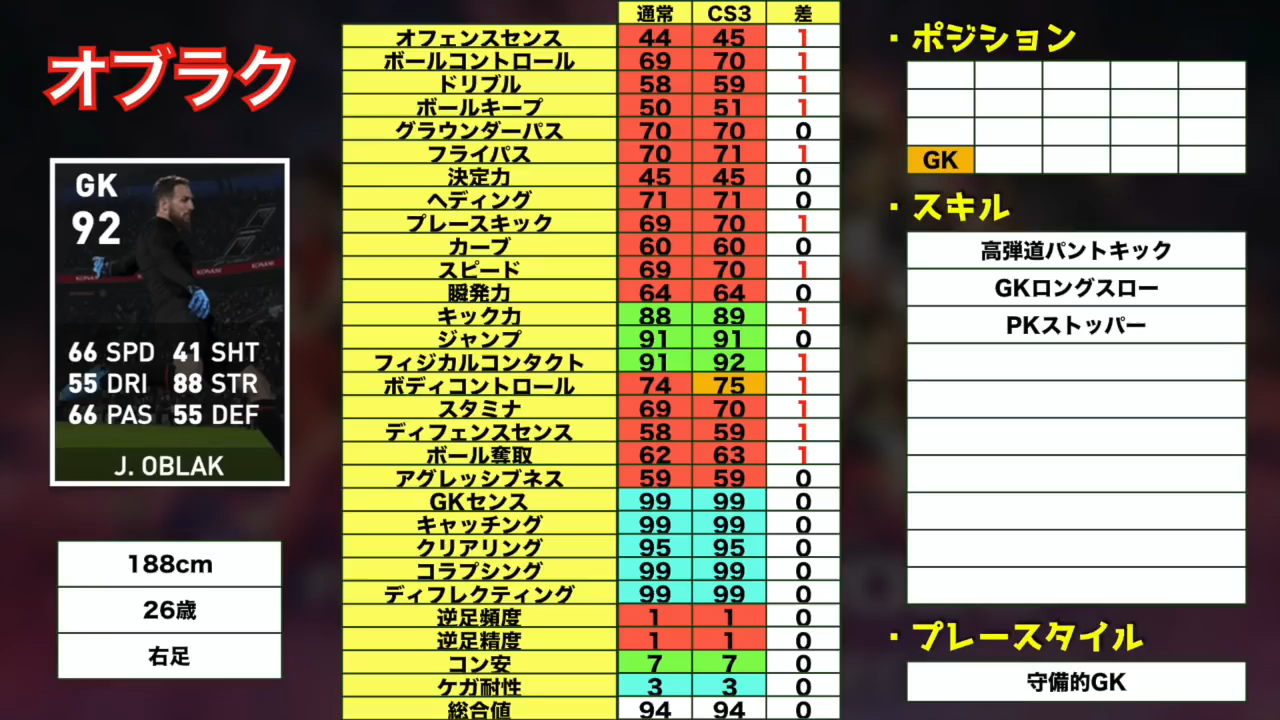 オブラク
GK
92
KONAMI
KONAMI
66 SPD 41 SHT
55 DRI 88 STR
66 PAS 55 DEF
J. OBLAK
188cm
26歳
右足
通常 CS3 差
オフェンスセンス 44 45 1
ボールコントロール 69 70 1
ドリブル 58 59 1
ボールキープ 50 51 1
グラウンダーパス 70 70 0
フライパス 70 71 1
決定力 45 45 0
ヘディング 71 71 0
プレースキック 69 70 1
カーブ 60 60 0
スピード 69 70 1
瞬発力 64 64 0
キック力 88 89 1
ジャンプ 91 91 0
フィジカルコンタクト 91 92 1
ボディコントロール 74 75 1
スタミナ 69 70 1
ディフェンスセンス 58 59 1
ボール奪取 62 63 1
アグレッシブネス 59 59 0
GKセンス 99 99 0
キャッチング 99 99 0
クリアリング 95 95 0
コラプシング 99 99 0
ディフレクティング 99 99 0
逆足頻度 1 1 0
逆足精度 1 1 0
コン安 7 7 0
ケガ耐性 3 3 0
総合値 94 94 0
・ポジション
GK
・スキル
高弾道パントキック
GKロングスロー
PKストッパー
・プレースタイル
守備的GK